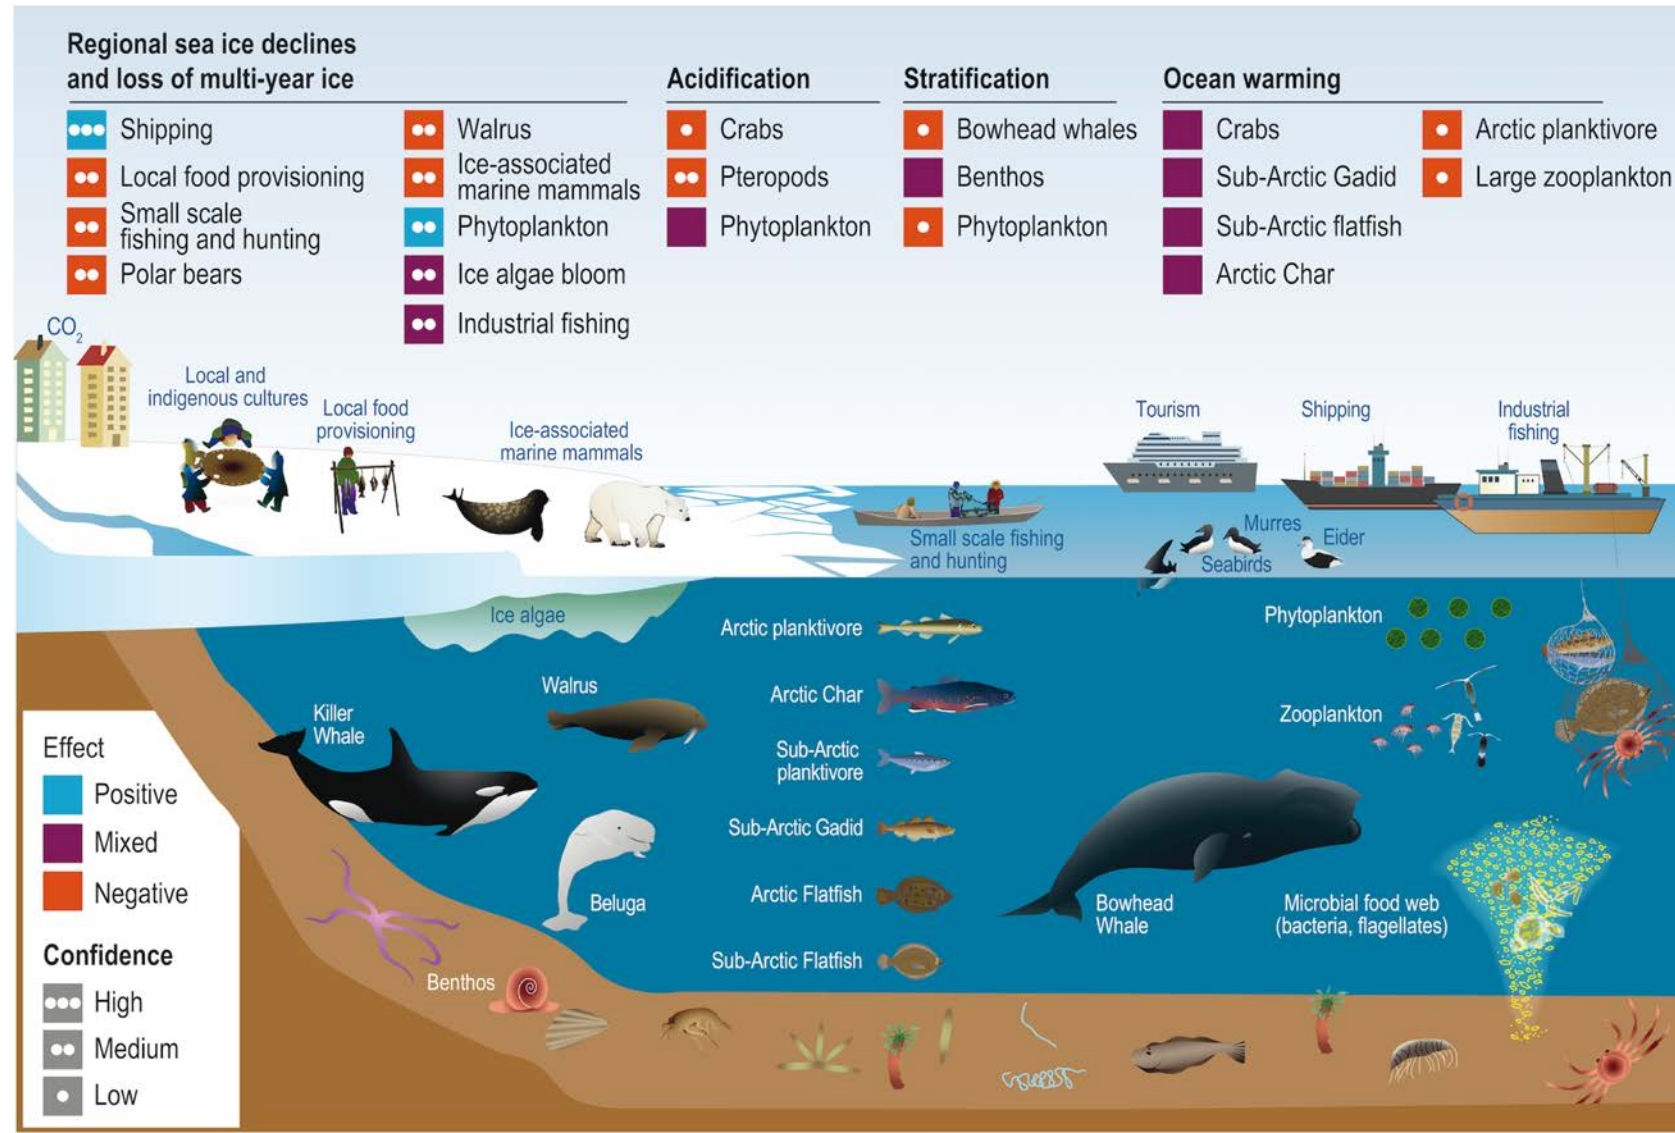 Regional sea ice declines
and loss of multi-year ice
Shipping
Local food provisioning
Small scale
fishing and hunting
Polar bears
Walrus
Ice-associated
marine mammals
Phytoplankton
Ice algae bloom
Industrial fishing
Acidification
Crabs
Pteropods
Phytoplankton
Stratification
Bowhead whales
Benthos
Phytoplankton
Ocean warming
Crabs
Sub-Arctic Gadid
Sub-Arctic flatfish
Arctic Char
Arctic planktivore
Large zooplankton
CO2
Local and
indigenous cultures
Local food
provisioning
Ice-associated
marine mammals
Tourism
Shipping
Industrial
fishing
Small scale fishing
and hunting
Murres
Seabirds
Eider
Ice algae
Arctic planktivore
Phytoplankton
Walrus
Arctic Char
Zooplankton
Killer
Whale
Sub-Arctic
planktivore
Sub-Arctic Gadid
Beluga
Arctic Flatfish
Bowhead
Whale
Microbial food web
(bacteria, flagellates)
Sub-Arctic Flatfish
Benthos
Effect
Positive
Mixed
Negative
Confidence
High
Medium
Low